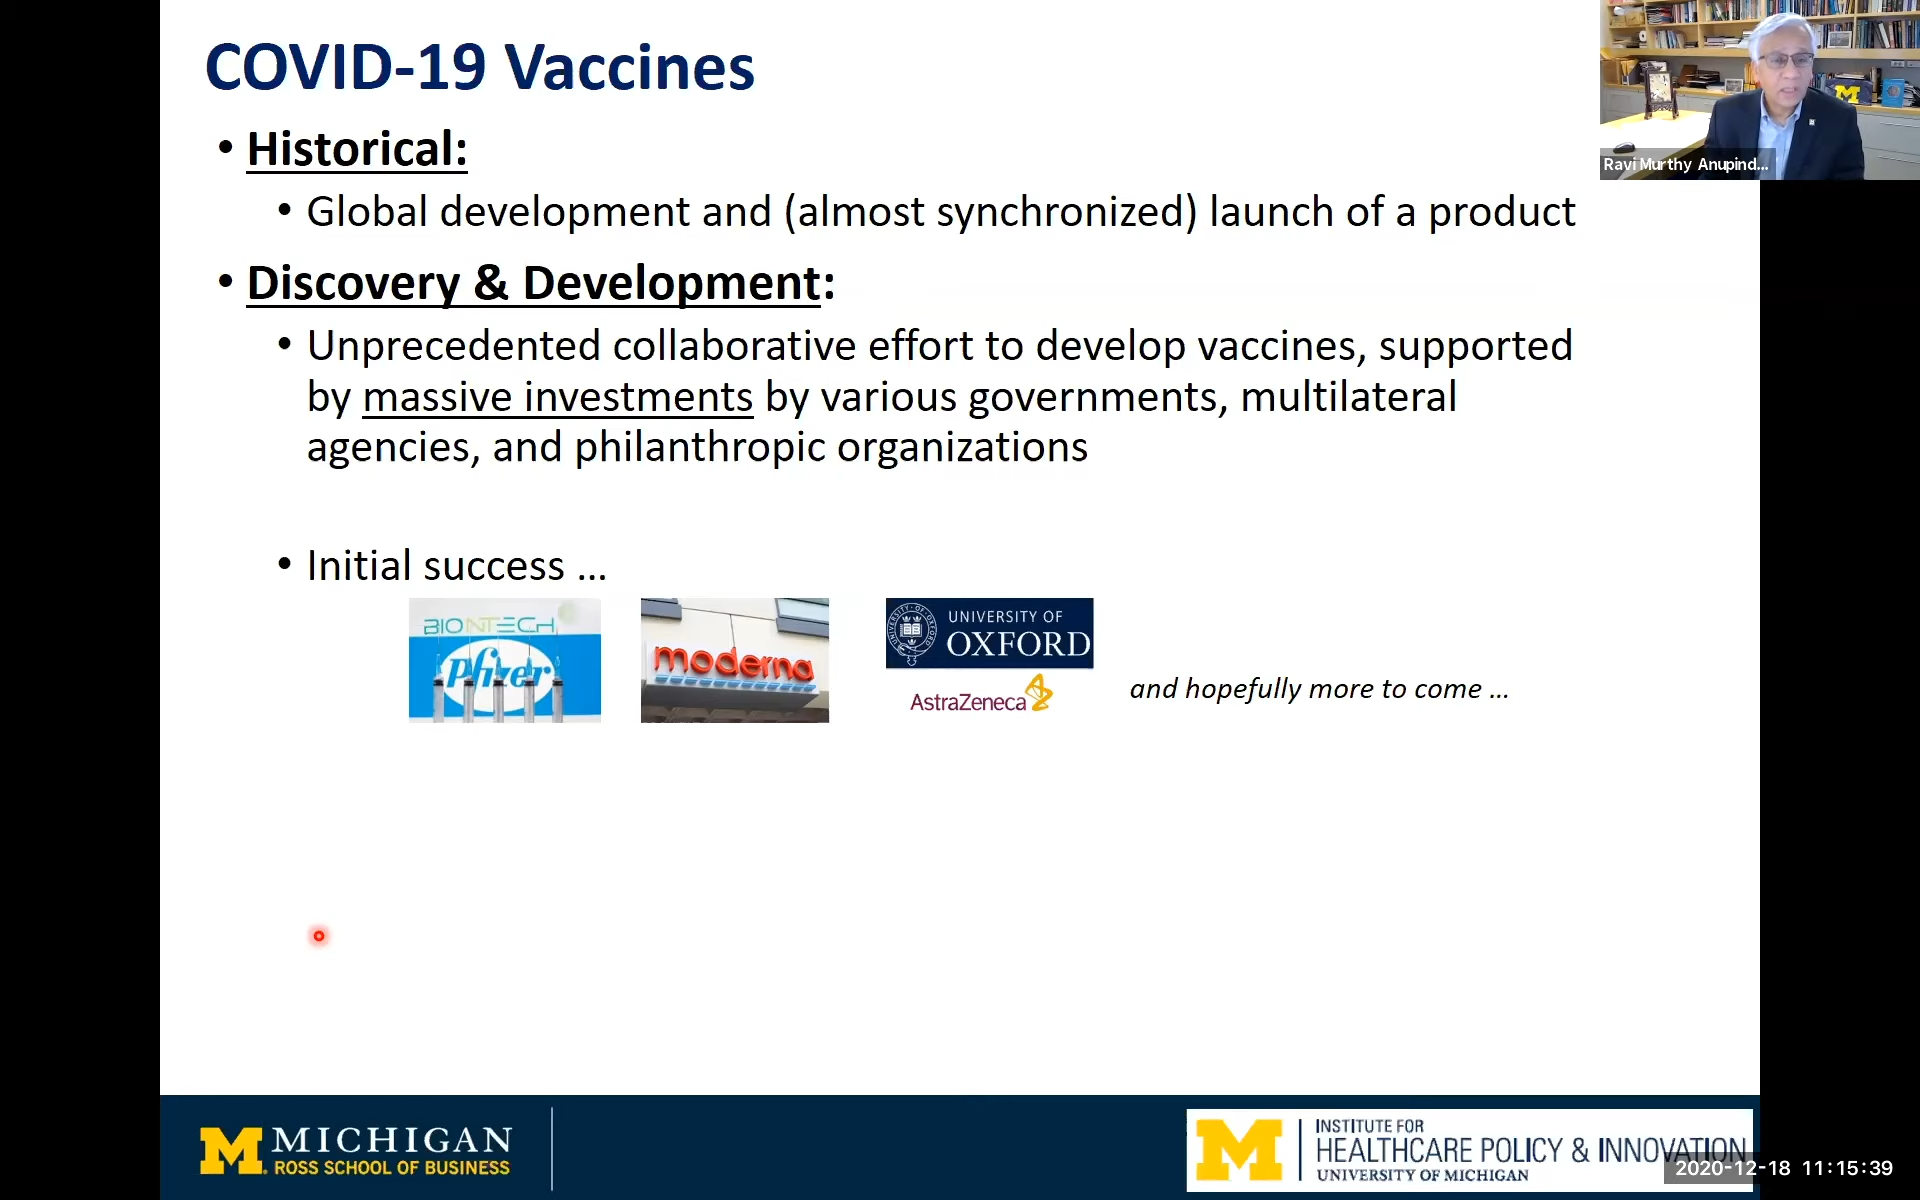 COVID-19 Vaccines
• Historical:
• Global development and (almost synchronized) launch of a product
• Discovery & Development:
• Unprecedented collaborative effort to develop vaccines, supported
by massive investments by various governments, multilateral
agencies, and philanthropic organizations
• Initial success ...
BIONTECH
Pfizer
moderna
UNIVERSITY OF
OXFORD
AstraZeneca
and hopefully more to come ...
Ravi Murthy Anupind...
M MICHIGAN
ROSS SCHOOL OF BUSINESS
M
INSTITUTE FOR
HEALTHCARE POLICY & INNOVATION
UNIVERSITY OF MICHIGAN
2020-12-18 11:15:39